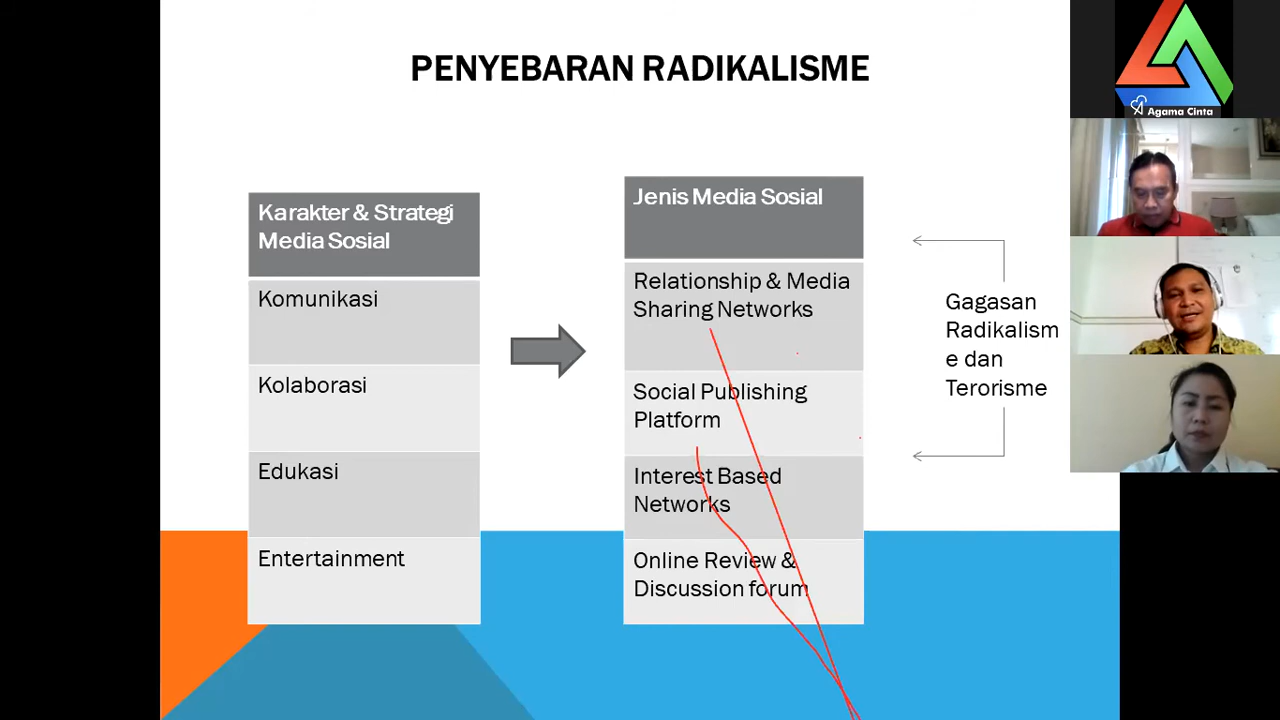 PENYEBARAN RADIKALISME
Karakter & Strategi
Media Sosial
Komunikasi
Kolaborasi
Edukasi
Entertainment
Jenis Media Sosial
Relationship & Media
Sharing Networks
Social Publishing
Platform
Interest Based
Networks
Online Review &
Discussion forum
Gagasan
Radikalism
e dan
Terorisme
Agama Cinta